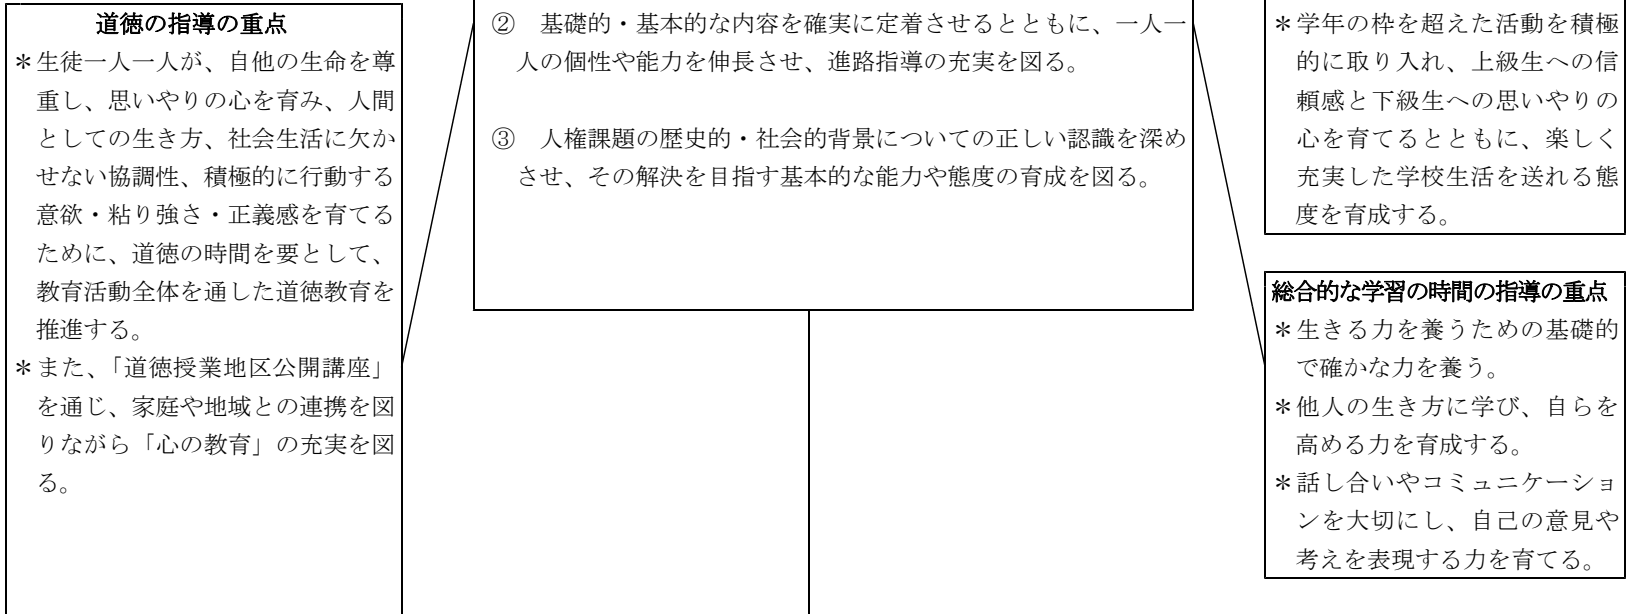 道徳の指導の重点
＊生徒一人一人が、自他の生命を尊
重し、思いやりの心を育み、人間
としての生き方、社会生活に欠か
せない協調性、積極的に行動する
意欲・粘り強さ・正義感を育てる
ために、道徳の時間を要として、
教育活動全体を通した道徳教育を
推進する。
＊また、「道徳授業地区公開講座」
を通じ、家庭や地域との連携を図
りながら「心の教育」の充実を図
る。
②　基礎的・基本的な内容を確実に定着させるとともに、一人一
人の個性や能力を伸長させ、進路指導の充実を図る。
③　人権課題の歴史的・社会的背景についての正しい認識を深め
させ、その解決を目指す基本的な能力や態度の育成を図る。
＊学年の枠を超えた活動を積極
的に取り入れ、上級生への信
頼感と下級生への思いやりの
心を育てるとともに、楽しく
充実した学校生活を送れる態
度を育成する。
総合的な学習の時間の指導の重点
＊生きる力を養うための基礎的
で確かな力を養う。
＊他人の生き方に学び、自らを
高める力を育成する。
＊話し合いやコミュニケーショ
ンを大切にし、自己の意見や
考えを表現する力を育てる。